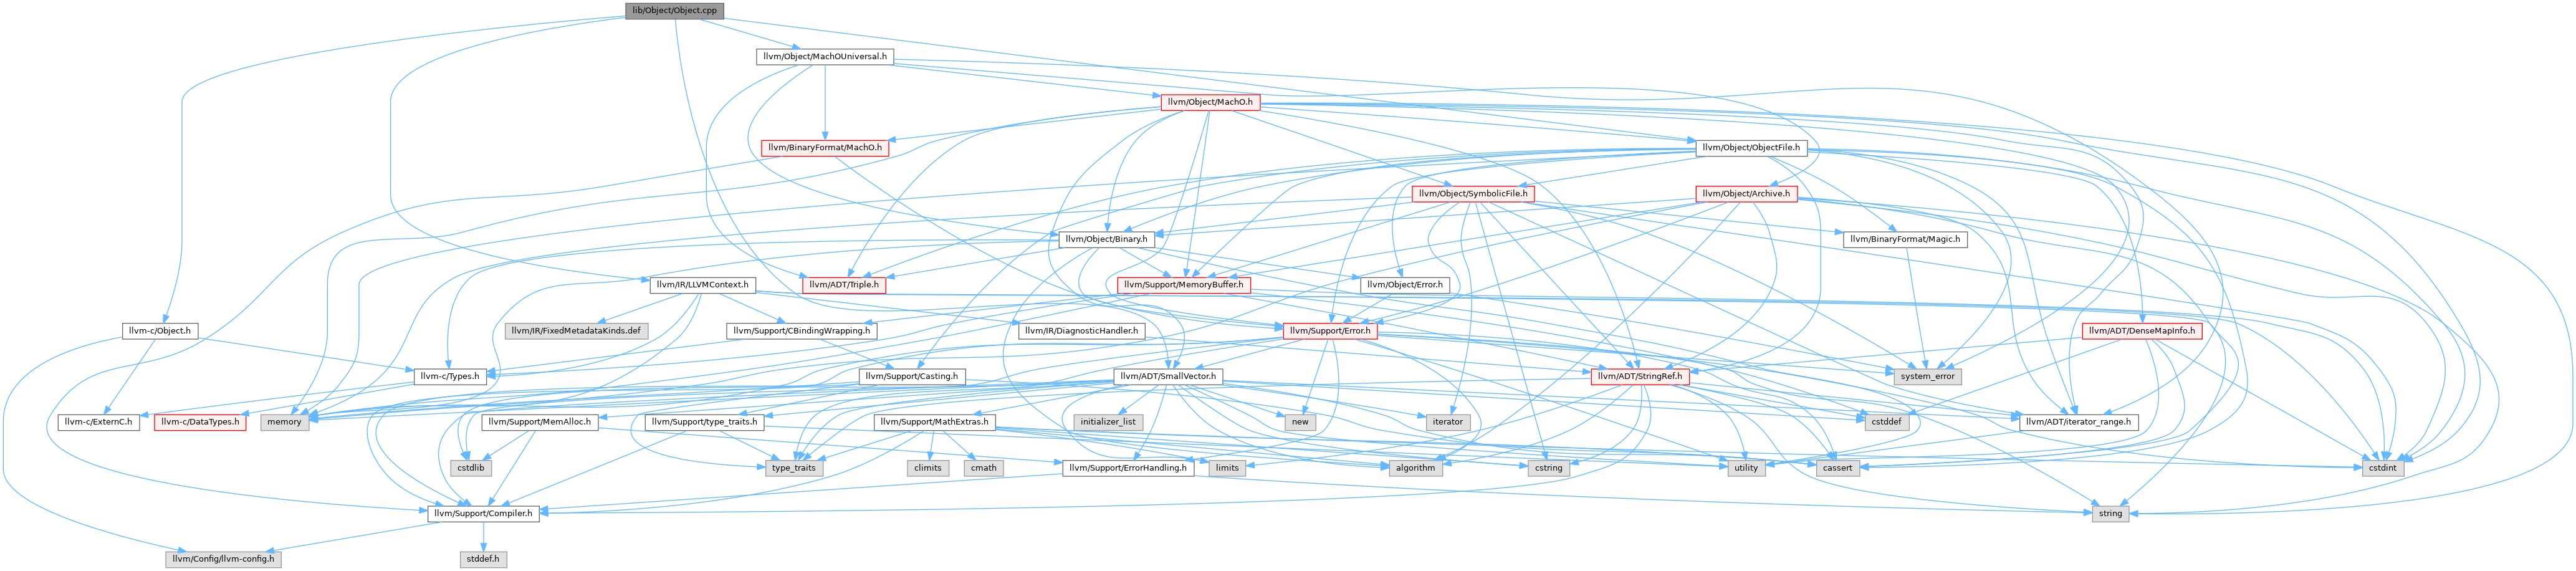 lib/Object/Object.cpp
llvm/Object/MachOUniversal.h
llvm/Object/MachO.h
llvm/BinaryFormat/MachO.h
llvm/Object/ObjectFile.h
llvm/Object/SymbolicFile.h
llvm/Object/Archive.h
llvm/Object/Binary.h
llvm/BinaryFormat/Magic.h
llvm/IR/LLVMContext.h
llvm/ADT/Triple.h
llvm/Support/MemoryBuffer.h
llvm/Object/Error.h
llvm-c/Object.h
llvm/IR/FixedMetadataKinds.def
llvm/Support/CBindingWrapping.h
llvm/IR/DiagnosticHandler.h
llvm/Support/Error.h
llvm/ADT/DenseMapInfo.h
llvm-c/Types.h
llvm/Support/Casting.h
llvm/ADT/SmallVector.h
llvm/ADT/StringRef.h
system_error
llvm-c/ExternC.h
llvm-c/DataTypes.h
memory
llvm/Support/MemAlloc.h
llvm/Support/type_traits.h
llvm/Support/MathExtras.h
initializer_list
new
iterator
cstddef
llvm/ADT/iterator_range.h
cstdlib
type_traits
climits
cmath
llvm/Support/ErrorHandling.h
limits
algorithm
cstring
utility
cassert
cstdint
llvm/Support/Compiler.h
string
llvm/Config/llvm-config.h
stddef.h